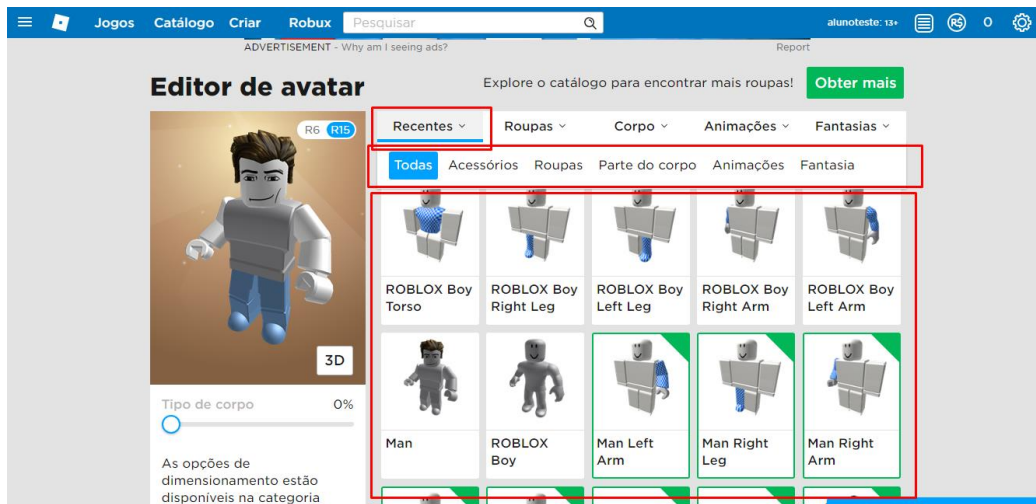 Jogos Catálogo Criar Robux Pesquisar alunoteste: 13+ R$ 0
ADVERTISEMENT - Why am I seeing ads? Report
Editor de avatar
Explore o catálogo para encontrar mais roupas! Obter mais
R6 R15
Recentes Roupas Corpo Animações Fantasias
Todas Acessórios Roupas Parte do corpo Animações Fantasia
ROBLOX Boy Torso
ROBLOX Boy Right Leg
ROBLOX Boy Left Leg
ROBLOX Boy Right Arm
ROBLOX Boy Left Arm
3D
Tipo de corpo 0%
Man
ROBLOX Boy
Man Left Arm
Man Right Leg
Man Right Arm
As opções de
dimensionamento estão
disponíveis na categoria